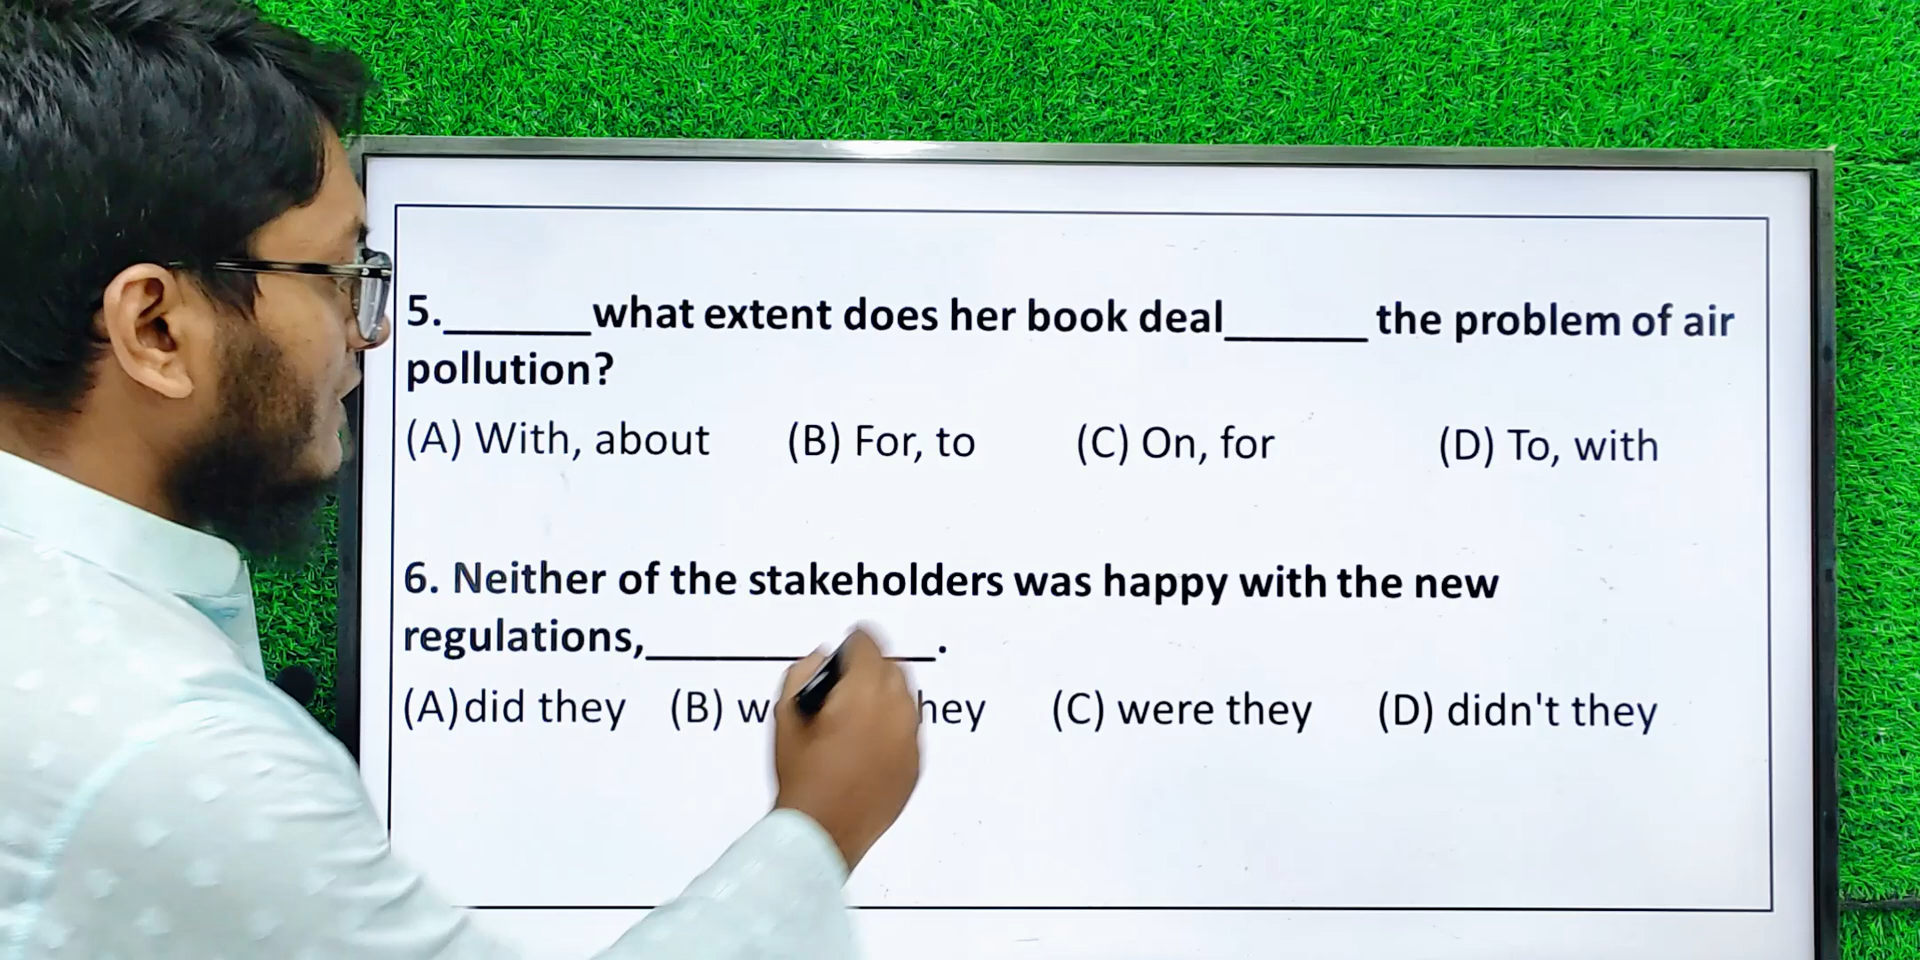 5.______what extent does her book deal______ the problem of air
pollution?
(A) With, about (B) For, to (C) On, for (D) To, with
6. Neither of the stakeholders was happy with the new
regulations,____________.
(A)did they (B) (C) were they (D) didn't they